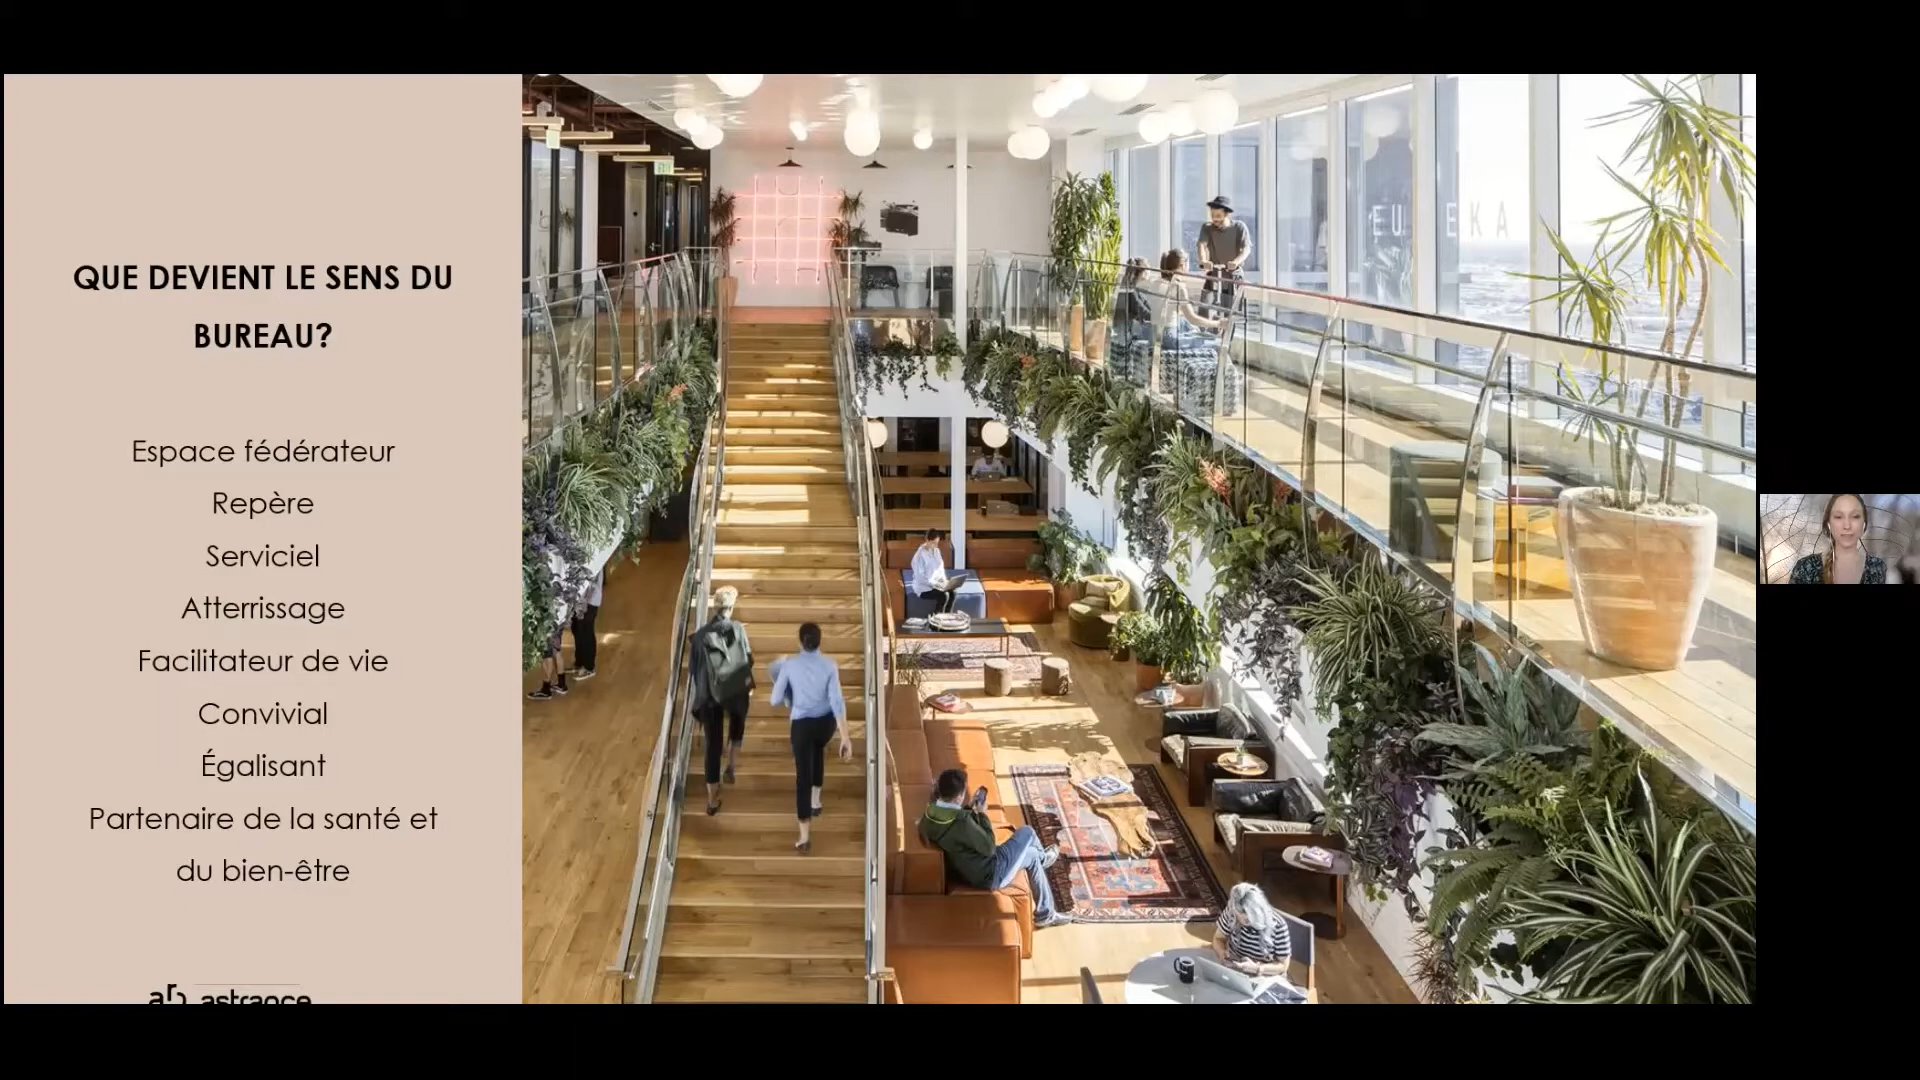 QUE DEVIENT LE SENS DU
BUREAU?
Espace fédérateur
Repère
Serviciel
Atterrissage
Facilitateur de vie
Convivial
Égalisant
Partenaire de la santé et
du bien-être
astrance